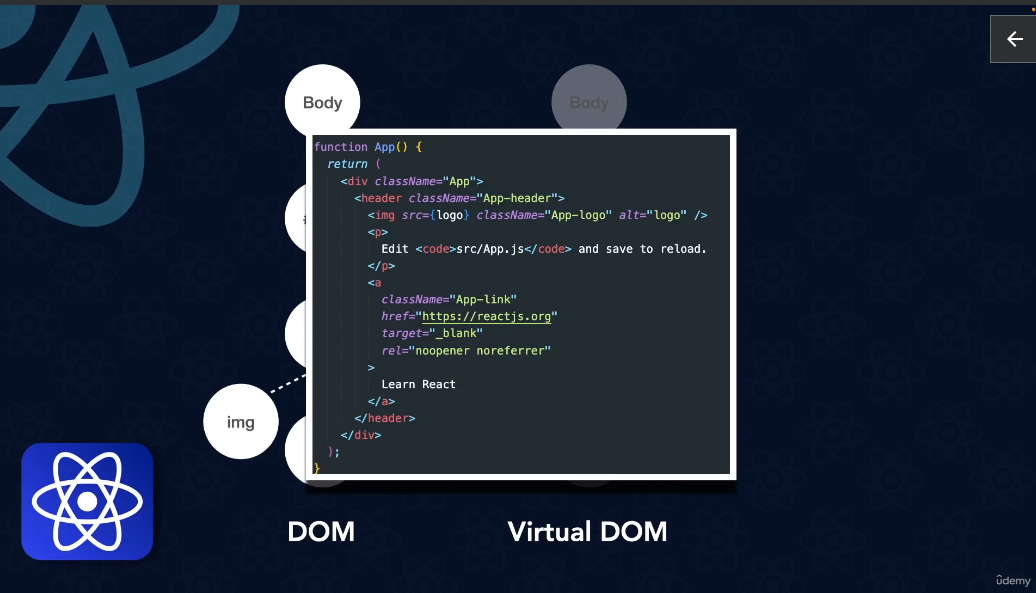 Body
Body
function App() {
return (
<div className="App">
<header className="App-header">
<img src={logo} className="App-logo" alt="logo" />
<p>
Edit <code>src/App.js</code> and save to reload.
</p>
<a
className="App-link"
href="https://reactjs.org"
target="_blank"
rel="noopener noreferrer"
>
Learn React
</a>
</header>
</div>
);
}
img
DOM
Virtual DOM
ûdemy